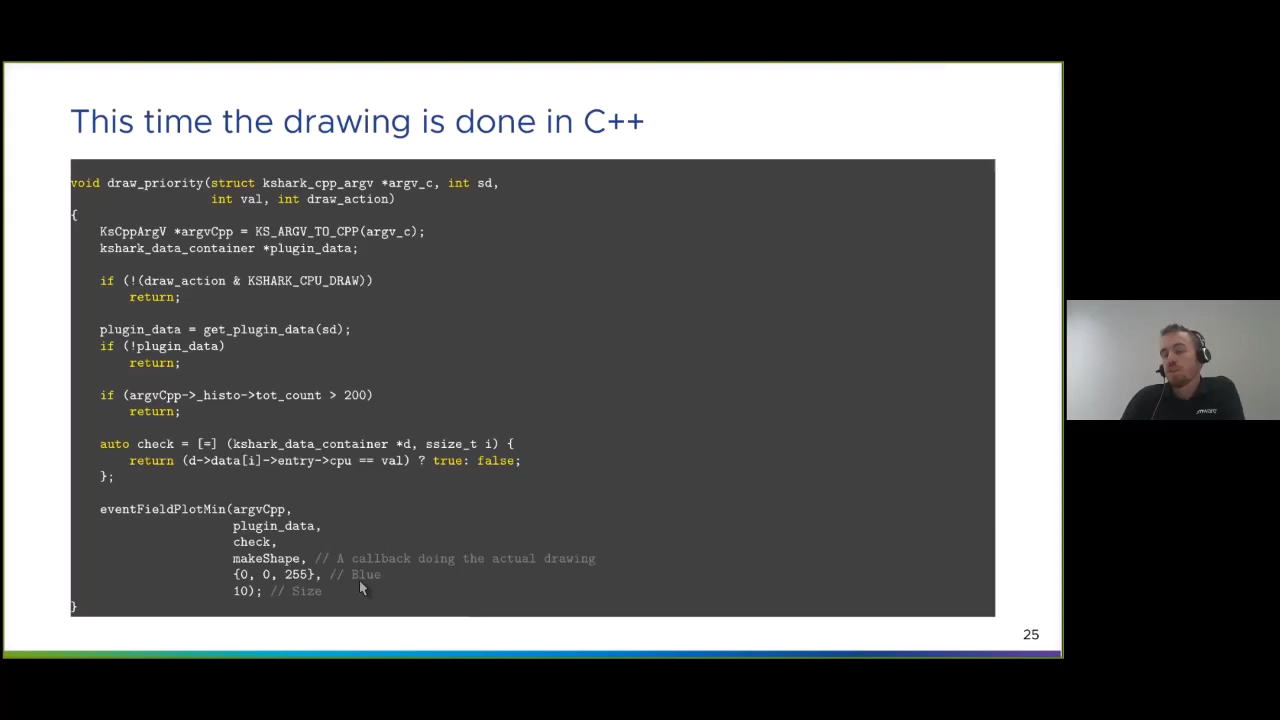 This time the drawing is done in C++
void draw_priority(struct kshark_cpp_argv *argv_c, int sd,
int val, int draw_action)
{
KsCppArgV *argvCpp = KS_ARGV_TO_CPP(argv_c);
kshark_data_container *plugin_data;
if (!(draw_action & KSHARK_CPU_DRAW))
return;
plugin_data = get_plugin_data(sd);
if (!plugin_data)
return;
if (argvCpp->_histo->tot_count > 200)
return;
auto check = [=] (kshark_data_container *d, ssize_t i) {
return (d->data[i]->entry->cpu == val) ? true: false;
};
eventFieldPlotMin(argvCpp,
plugin_data,
check,
makeShape, // A callback doing the actual drawing
{0, 0, 255}, // Blue
10); // Size
}
25
vmware